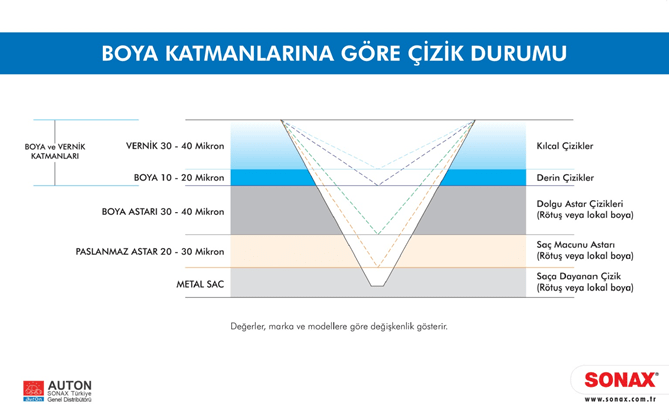 BOYA KATMANLARINA GÖRE ÇİZİK DURUMU
BOYA ve VERNİK
KATMANLARI
VERNİK 30 - 40 Mikron
Kılcal Çizikler
BOYA 10 - 20 Mikron
Derin Çizikler
BOYA ASTARI 30 - 40 Mikron
Dolgu Astar Çizikleri
(Rötuş veya lokal boya)
PASLANMAZ ASTAR 20 - 30 Mikron
Saç Macunu Astarı
(Rötuş veya lokal boya)
METAL SAC
Saça Dayanan Çizik
(Rötuş veya lokal boya)
Değerler, marka ve modellere göre değişkenlik gösterir.
AUTON
SONAX Türkiye
Genel Distribütörü
SONAX
www.sonax.com.tr